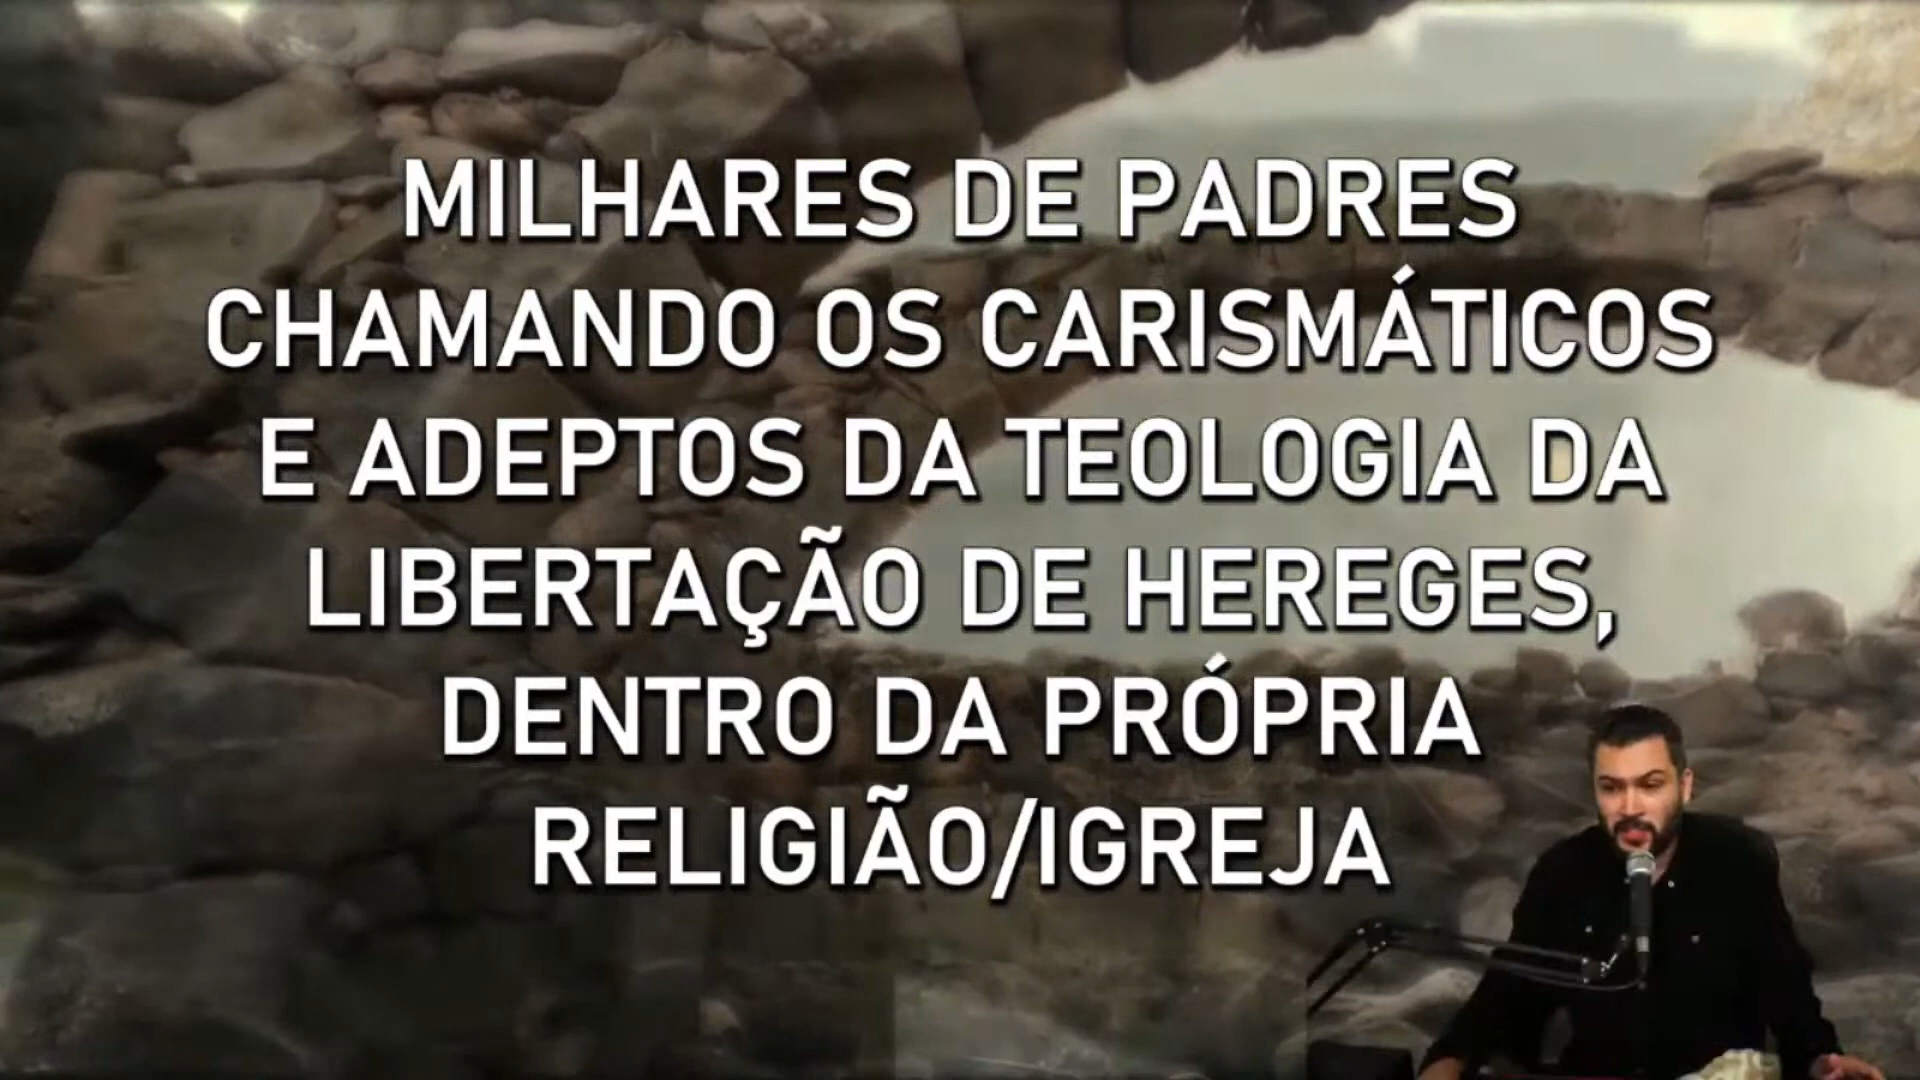 MILHARES DE PADRES
CHAMANDO OS CARISMÁTICOS
E ADEPTOS DA TEOLOGIA DA
LIBERTAÇÃO DE HEREGES,
DENTRO DA PRÓPRIA
RELIGIÃO/IGREJA